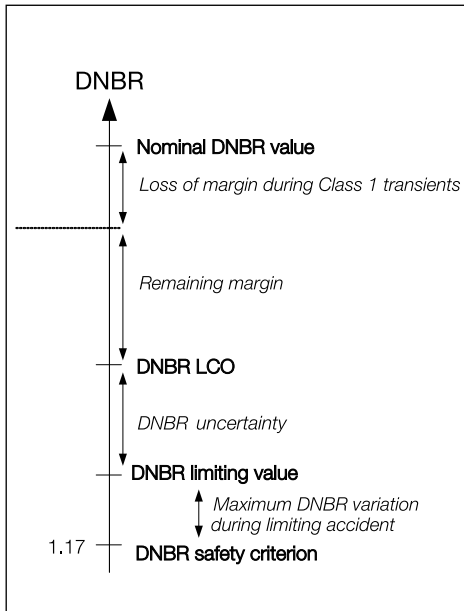 DNBR
Nominal DNBR value
Loss of margin during Class 1 transients
Remaining margin
DNBR LCO
DNBR uncertainty
DNBR limiting value
Maximum DNBR variation
during limiting accident
1.17
DNBR safety criterion